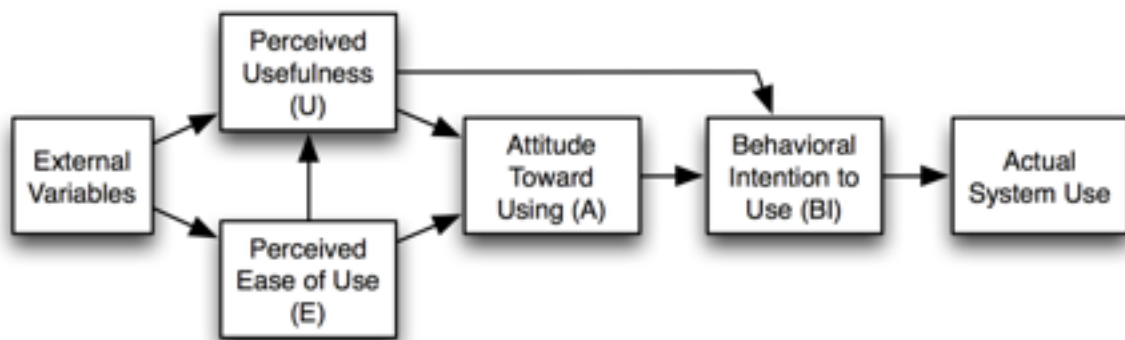 External
Variables
Perceived
Usefulness
(U)
Perceived
Ease of Use
(E)
Attitude
Toward
Using (A)
Behavioral
Intention to
Use (BI)
Actual
System Use